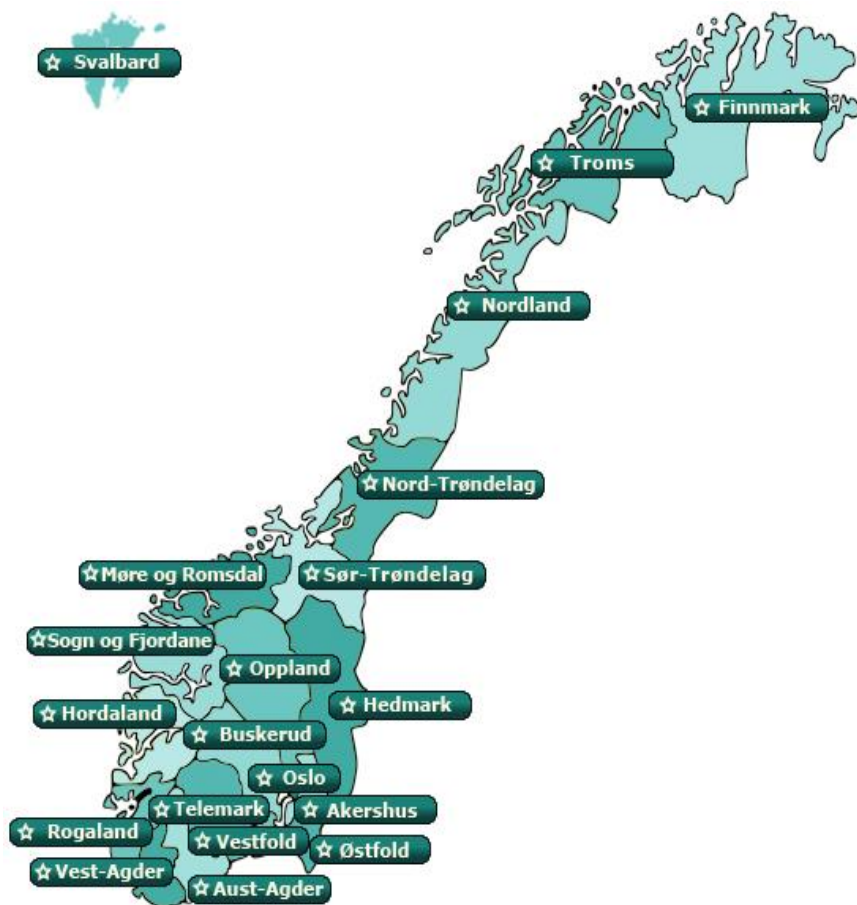 Svalbard
Finnmark
Troms
Nordland
Nord-Trøndelag
Møre og Romsdal
Sør-Trøndelag
Sogn og Fjordane
Oppland
Hedmark
Hordaland
Buskerud
Oslo
Telemark
Akershus
Rogaland
Vestfold
Østfold
Vest-Agder
Aust-Agder